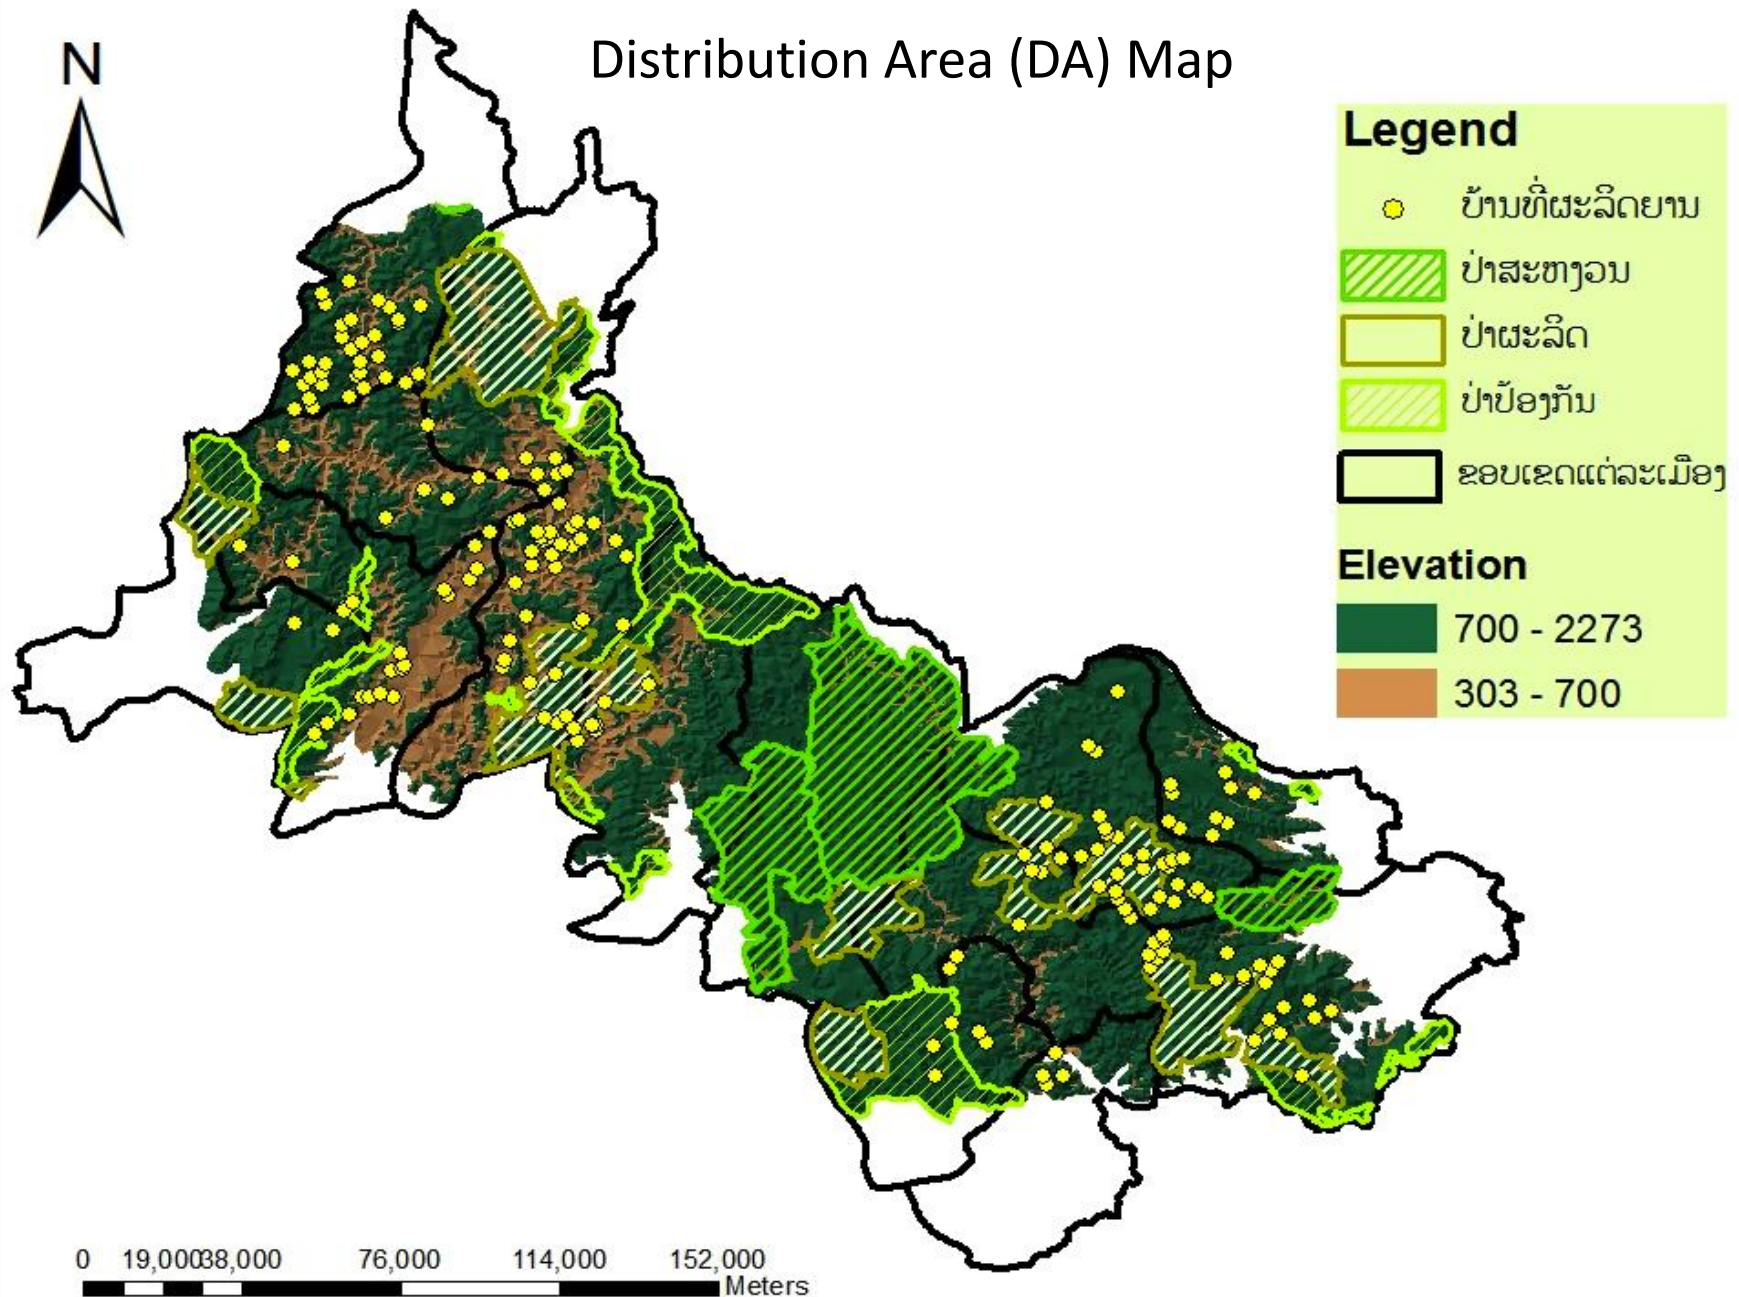 Distribution Area (DA) Map
N
Legend
ບ້ານທີ່ຜະລິດຍານ
ປ່າສະຫງວນ
ປ່າຜະລິດ
ປ່າປ້ອງກັນ
ຂອບເຂດແຕ່ລະເມືອງ
Elevation
700 - 2273
303 - 700
0 19,000 38,000 76,000 114,000 152,000
Meters